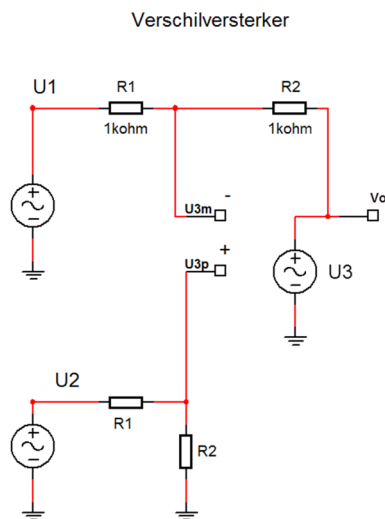 Verschilversterker
U1
R1
R2
1kohm
1kohm
U3m
-
Vo
+
+
+
~
-
U3p
~
-
U3
U2
R1
+
~
-
R2